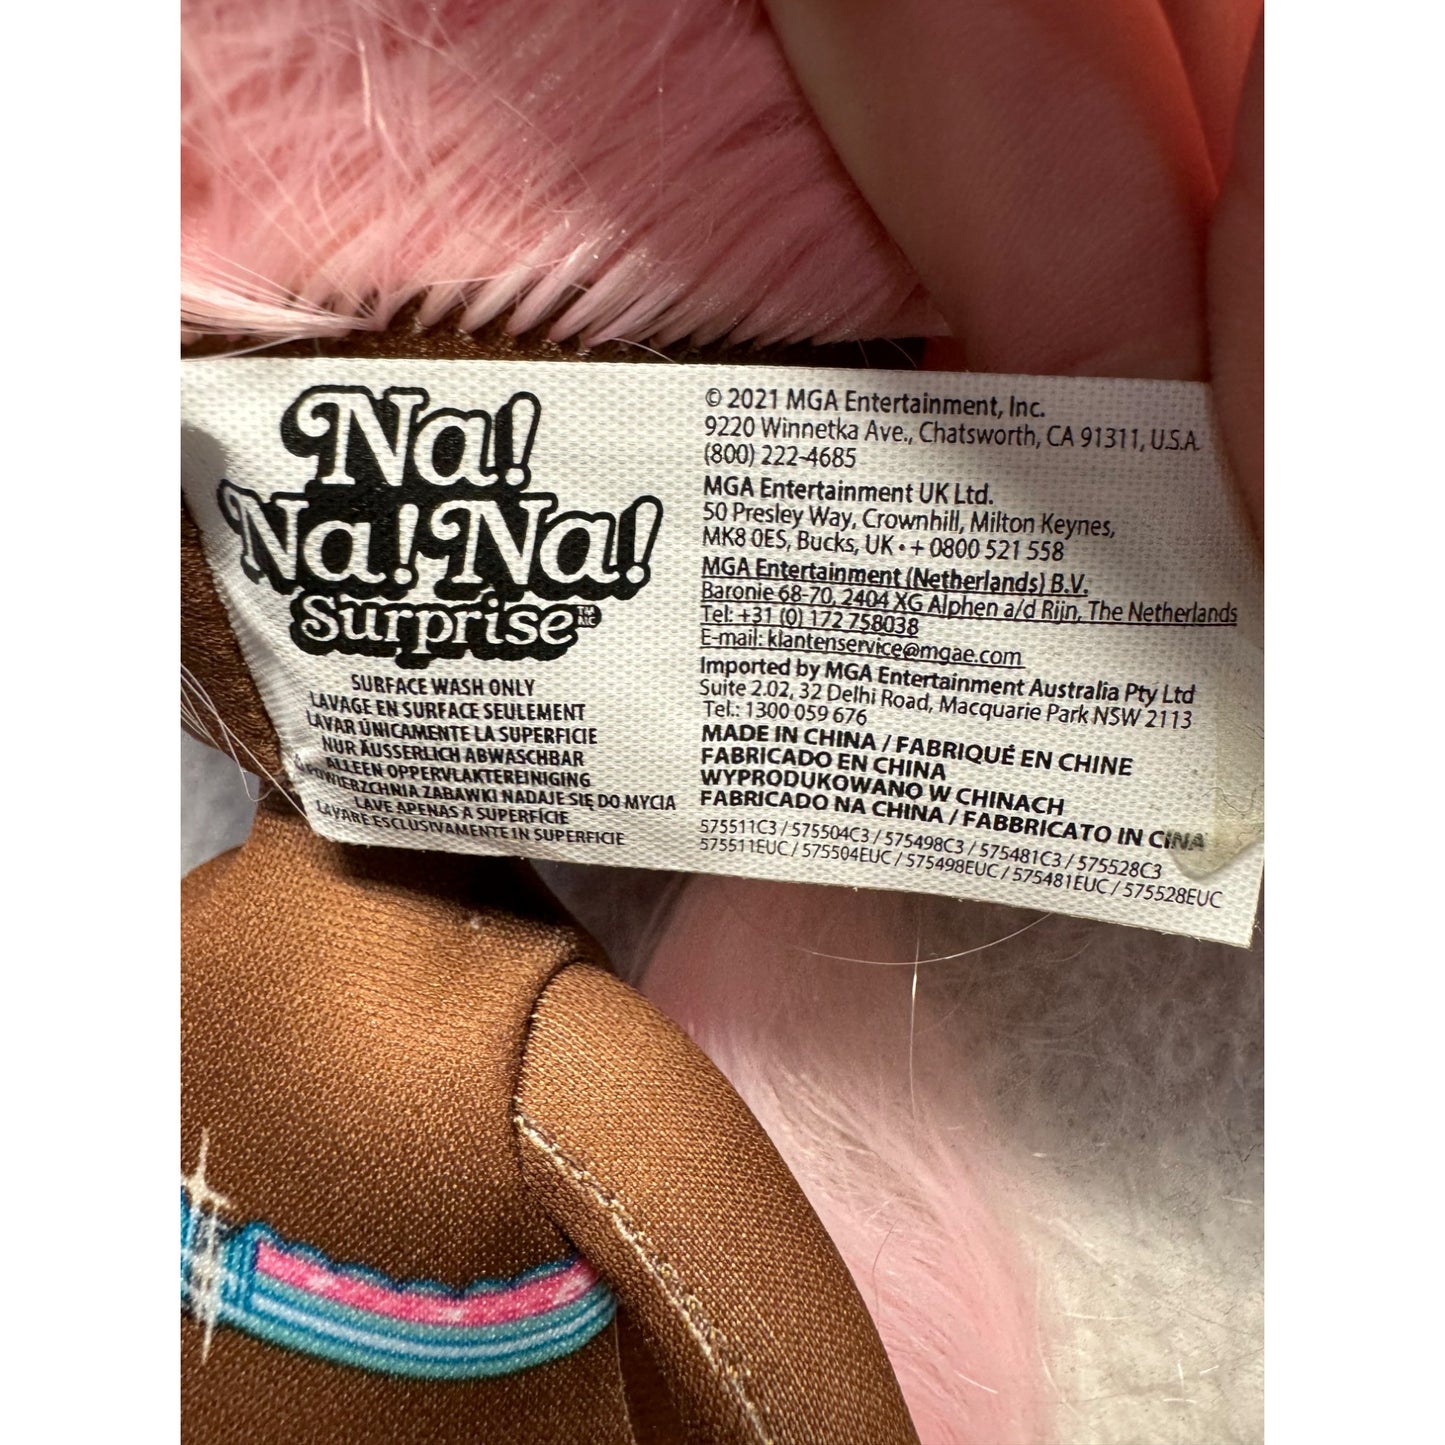 Na!
Na! Na!
Surprise™
SURFACE WASH ONLY
LAVAGE EN SURFACE SEULEMENT
LAVAR ÚNICAMENTE LA SUPERFICIE
NUR ÄUSSERLICH ABWASCHBAR
ALLEEN OPPERVLAKTEREINIGING
POWIERZCHNIA ZABAWKI NADAJE SIĘ DO MYCIA
LAVE APENAS A SUPERFÍCIE
LAVARE ESCLUSIVAMENTE IN SUPERFICIE
© 2021 MGA Entertainment, Inc.
9220 Winnetka Ave., Chatsworth, CA 91311, U.S.A.
(800) 222-4685
MGA Entertainment UK Ltd.
50 Presley Way, Crownhill, Milton Keynes,
MK8 0ES, Bucks, UK • + 0800 521 558
MGA Entertainment (Netherlands) B.V.
Baronie 68-70, 2404 XG Alphen a/d Rijn, The Netherlands
Tel: +31 (0) 172 758038
E-mail: klantenservice@mgae.com
Imported by MGA Entertainment Australia Pty Ltd
Suite 2.02, 32 Delhi Road, Macquarie Park NSW 2113
Tel.: 1300 059 676
MADE IN CHINA / FABRIQUÉ EN CHINE
FABRICADO EN CHINA
WYPRODUKOWANO W CHINACH
FABRICADO NA CHINA / FABBRICATO IN CINA
575511C3 / 575504C3 / 575498C3 / 575481C3 / 575528C3
575511EUC / 575504EUC / 575498EUC / 575481EUC / 575528EUC